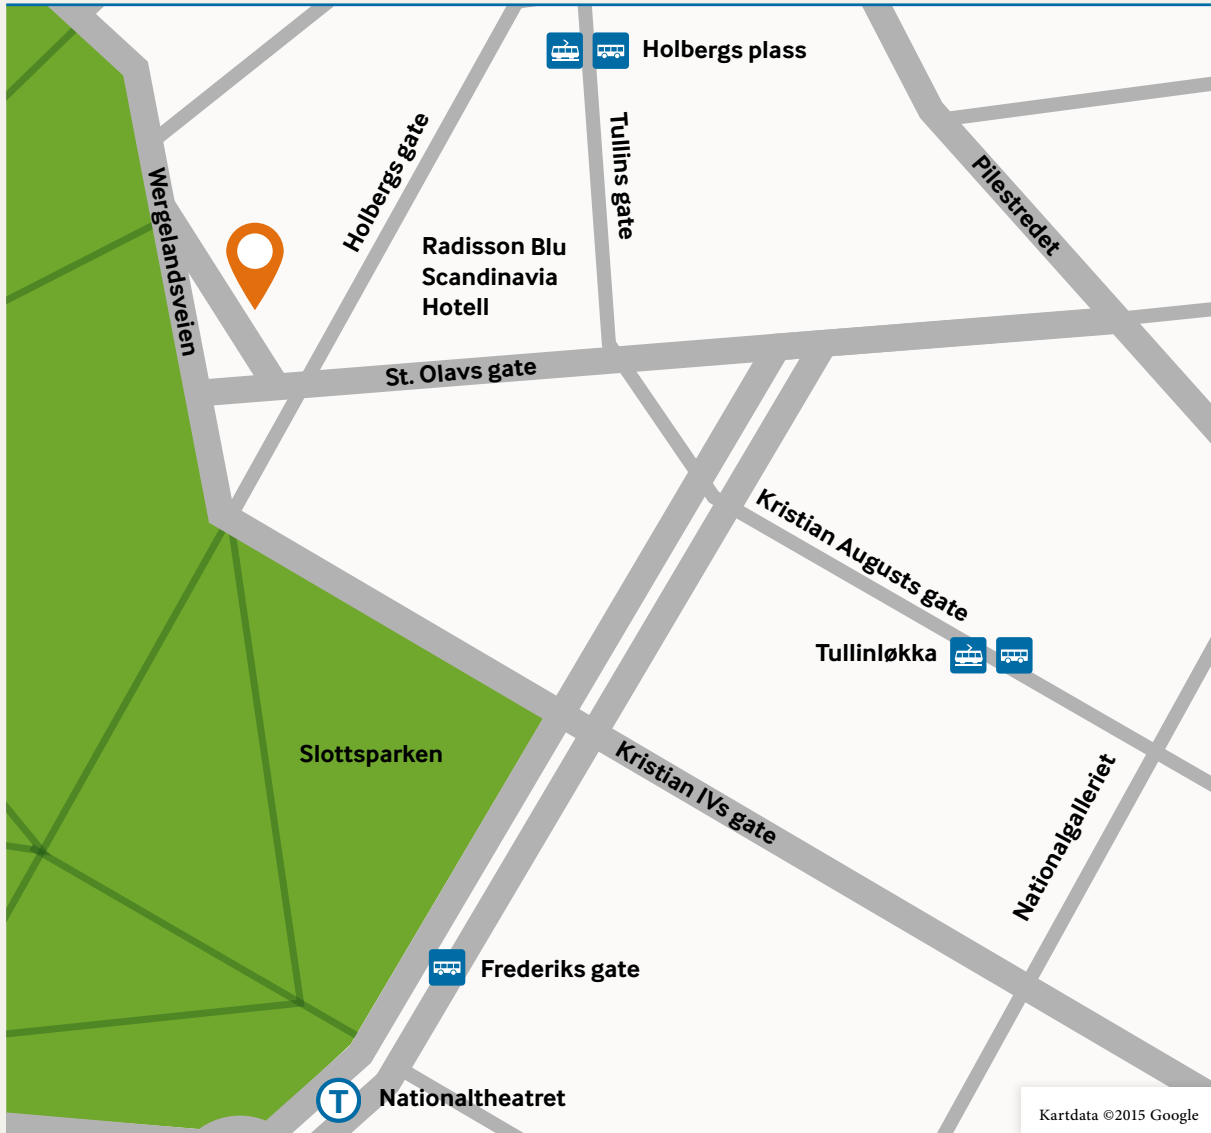 Holbergs plass
Holbergs gate
Tullins gate
Pilestredet
Wergelandsveien
Radisson Blu
Scandinavia
Hotell
St. Olavs gate
Kristian Augusts gate
Tullinløkka
Slottsparken
Kristian IVs gate
Nationalgalleriet
Frederiks gate
T
Nationaltheatret
Kartdata ©2015 Google